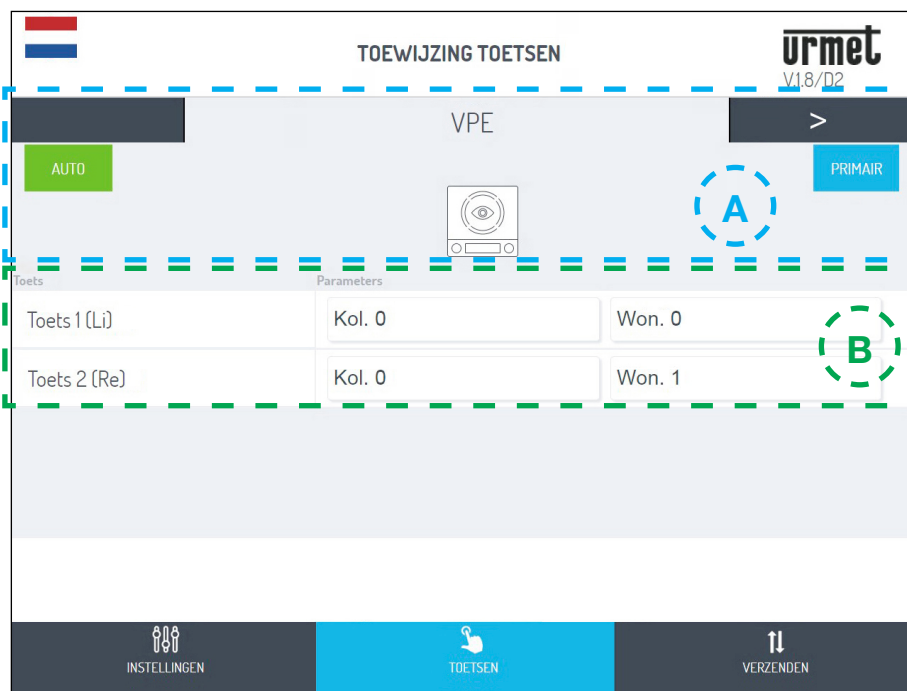 TOEWIJZING TOETSEN
urmet
V.1.8/D2
VPE
>
AUTO
PRIMAIR
A
Toets
Parameters
Toets 1 (Li)
Kol. 0
Won. 0
B
Toets 2 (Re)
Kol. 0
Won. 1
INSTELLINGEN
TOETSEN
VERZENDEN